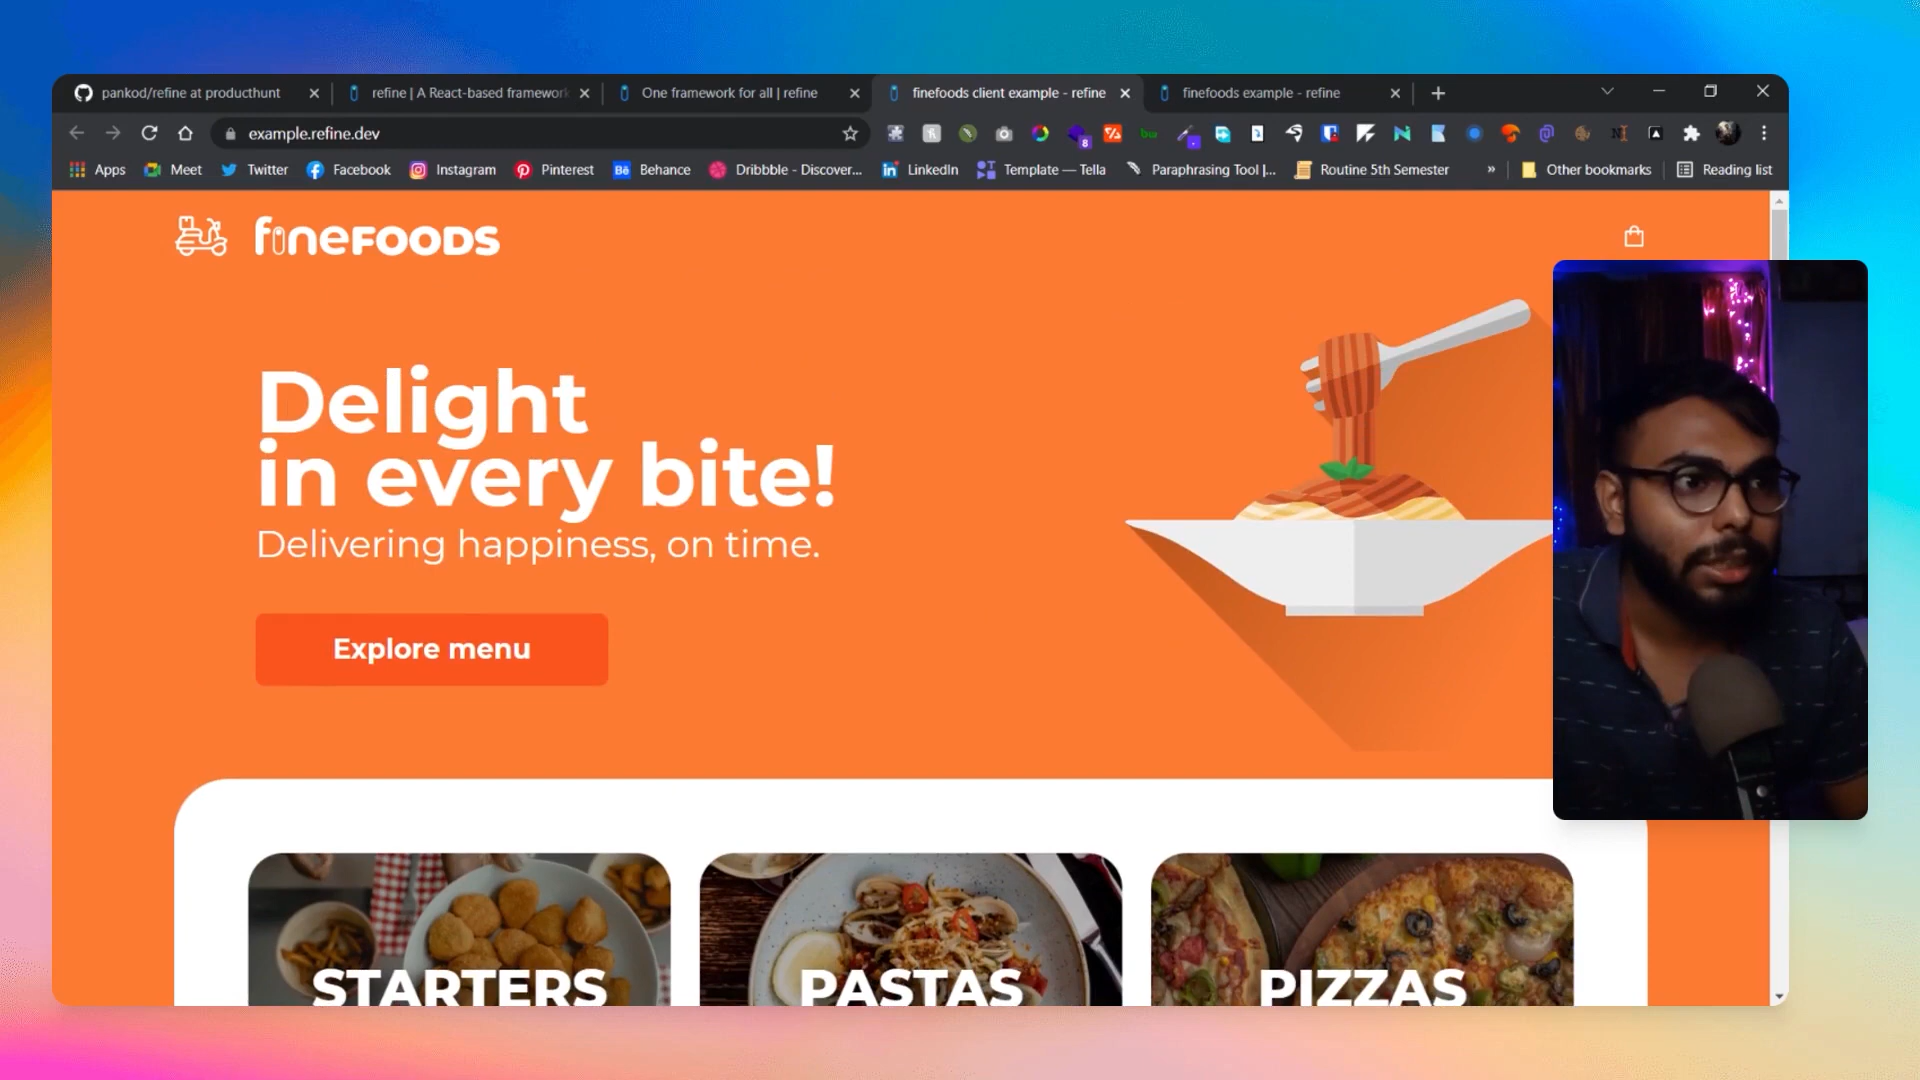 pankod/refine at producthunt
refine | A React-based framework
One framework for all | refine
finefoods client example - refine
finefoods example - refine
example.refine.dev
8
Apps
Meet
Twitter
Facebook
Instagram
Pinterest
Bē
Behance
Dribbble - Discover...
in
LinkedIn
Template — Tella
Paraphrasing Tool |...
Routine 5th Semester
»
Other bookmarks
Reading list
fineFOODS
Delight
in every bite!
Delivering happiness, on time.
Explore menu
STARTERS
PASTAS
PIZZAS